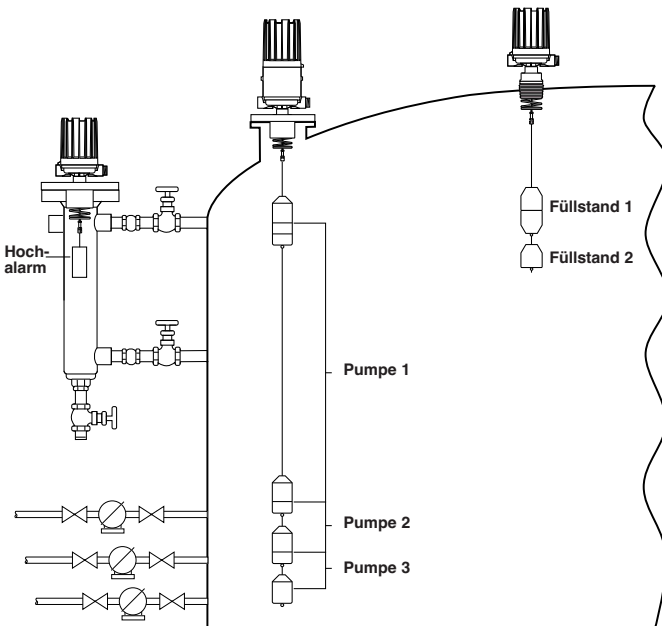 Füllstand 1
Hoch-
alarm
Füllstand 2
Pumpe 1
Pumpe 2
Pumpe 3